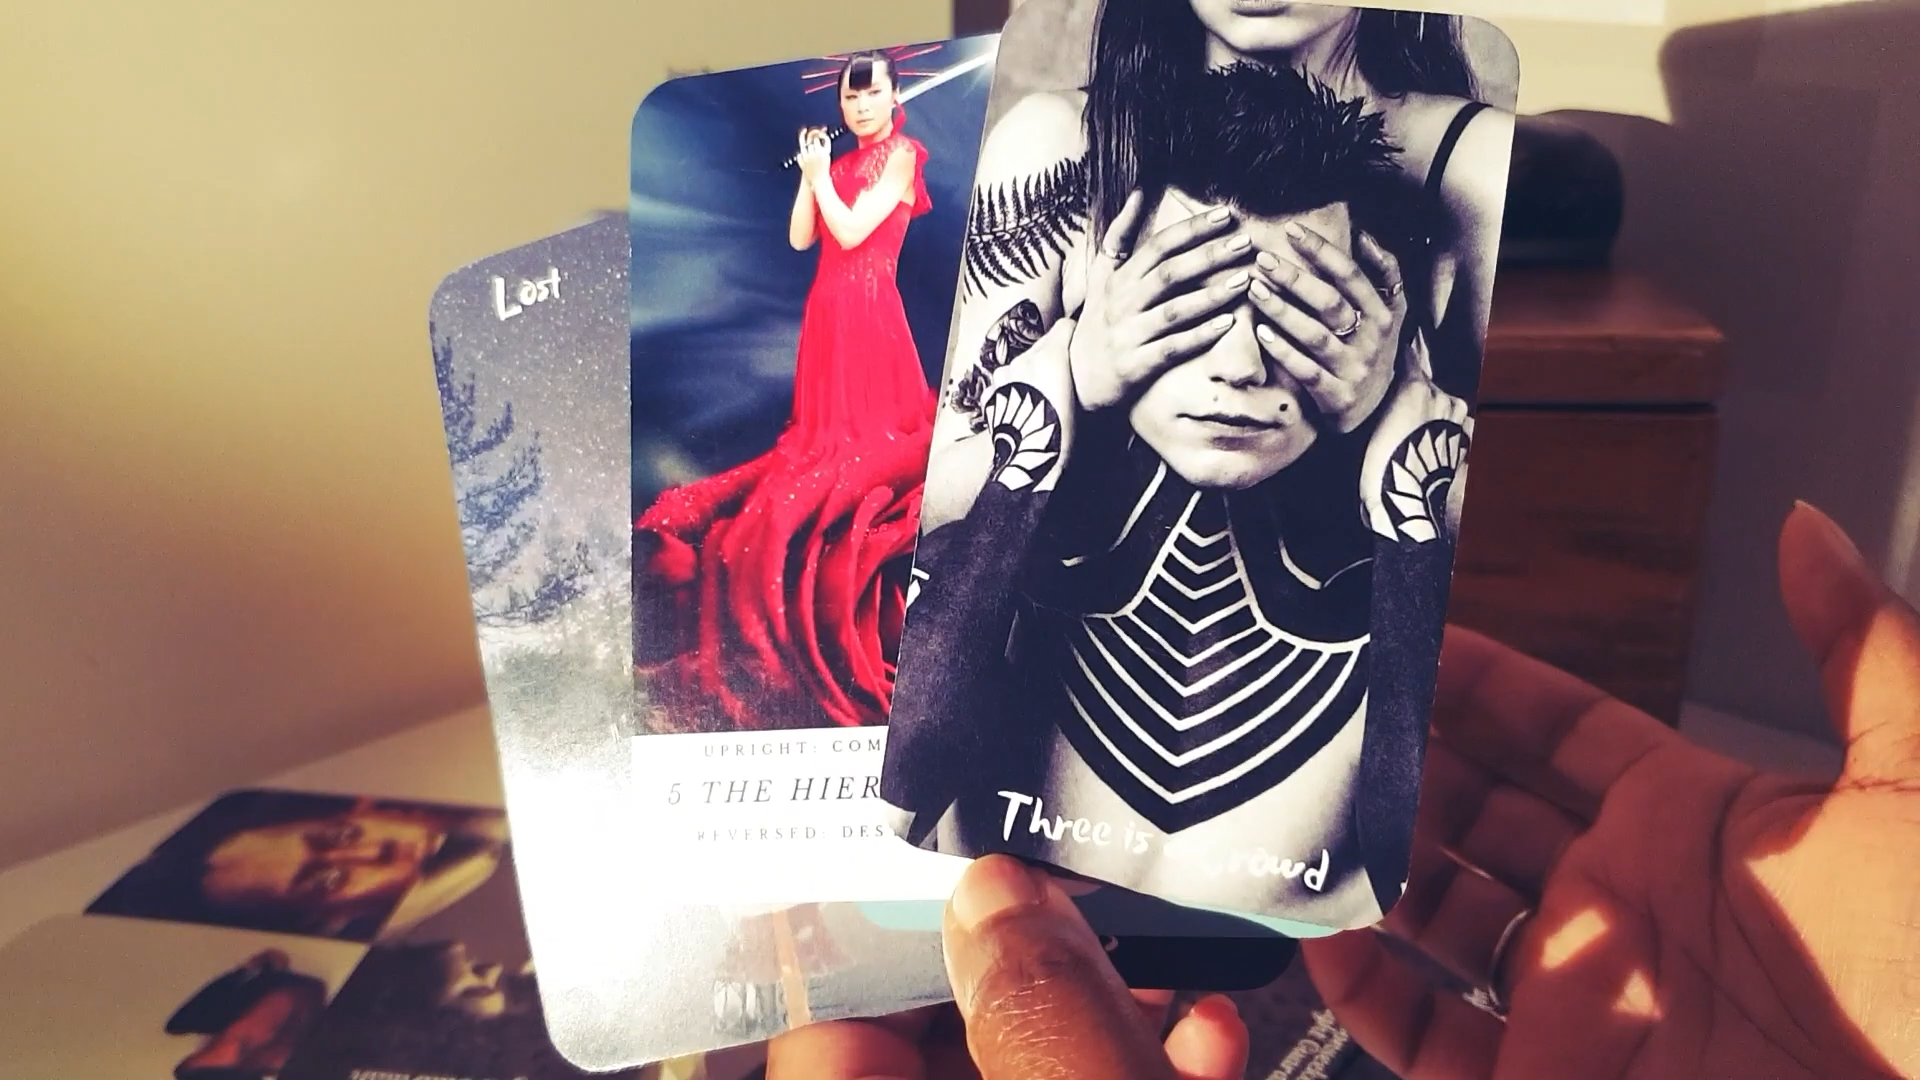 Lost
UPRIGHT: COM
5 THE HIER
REVERSED: DES
Three is a Crowd